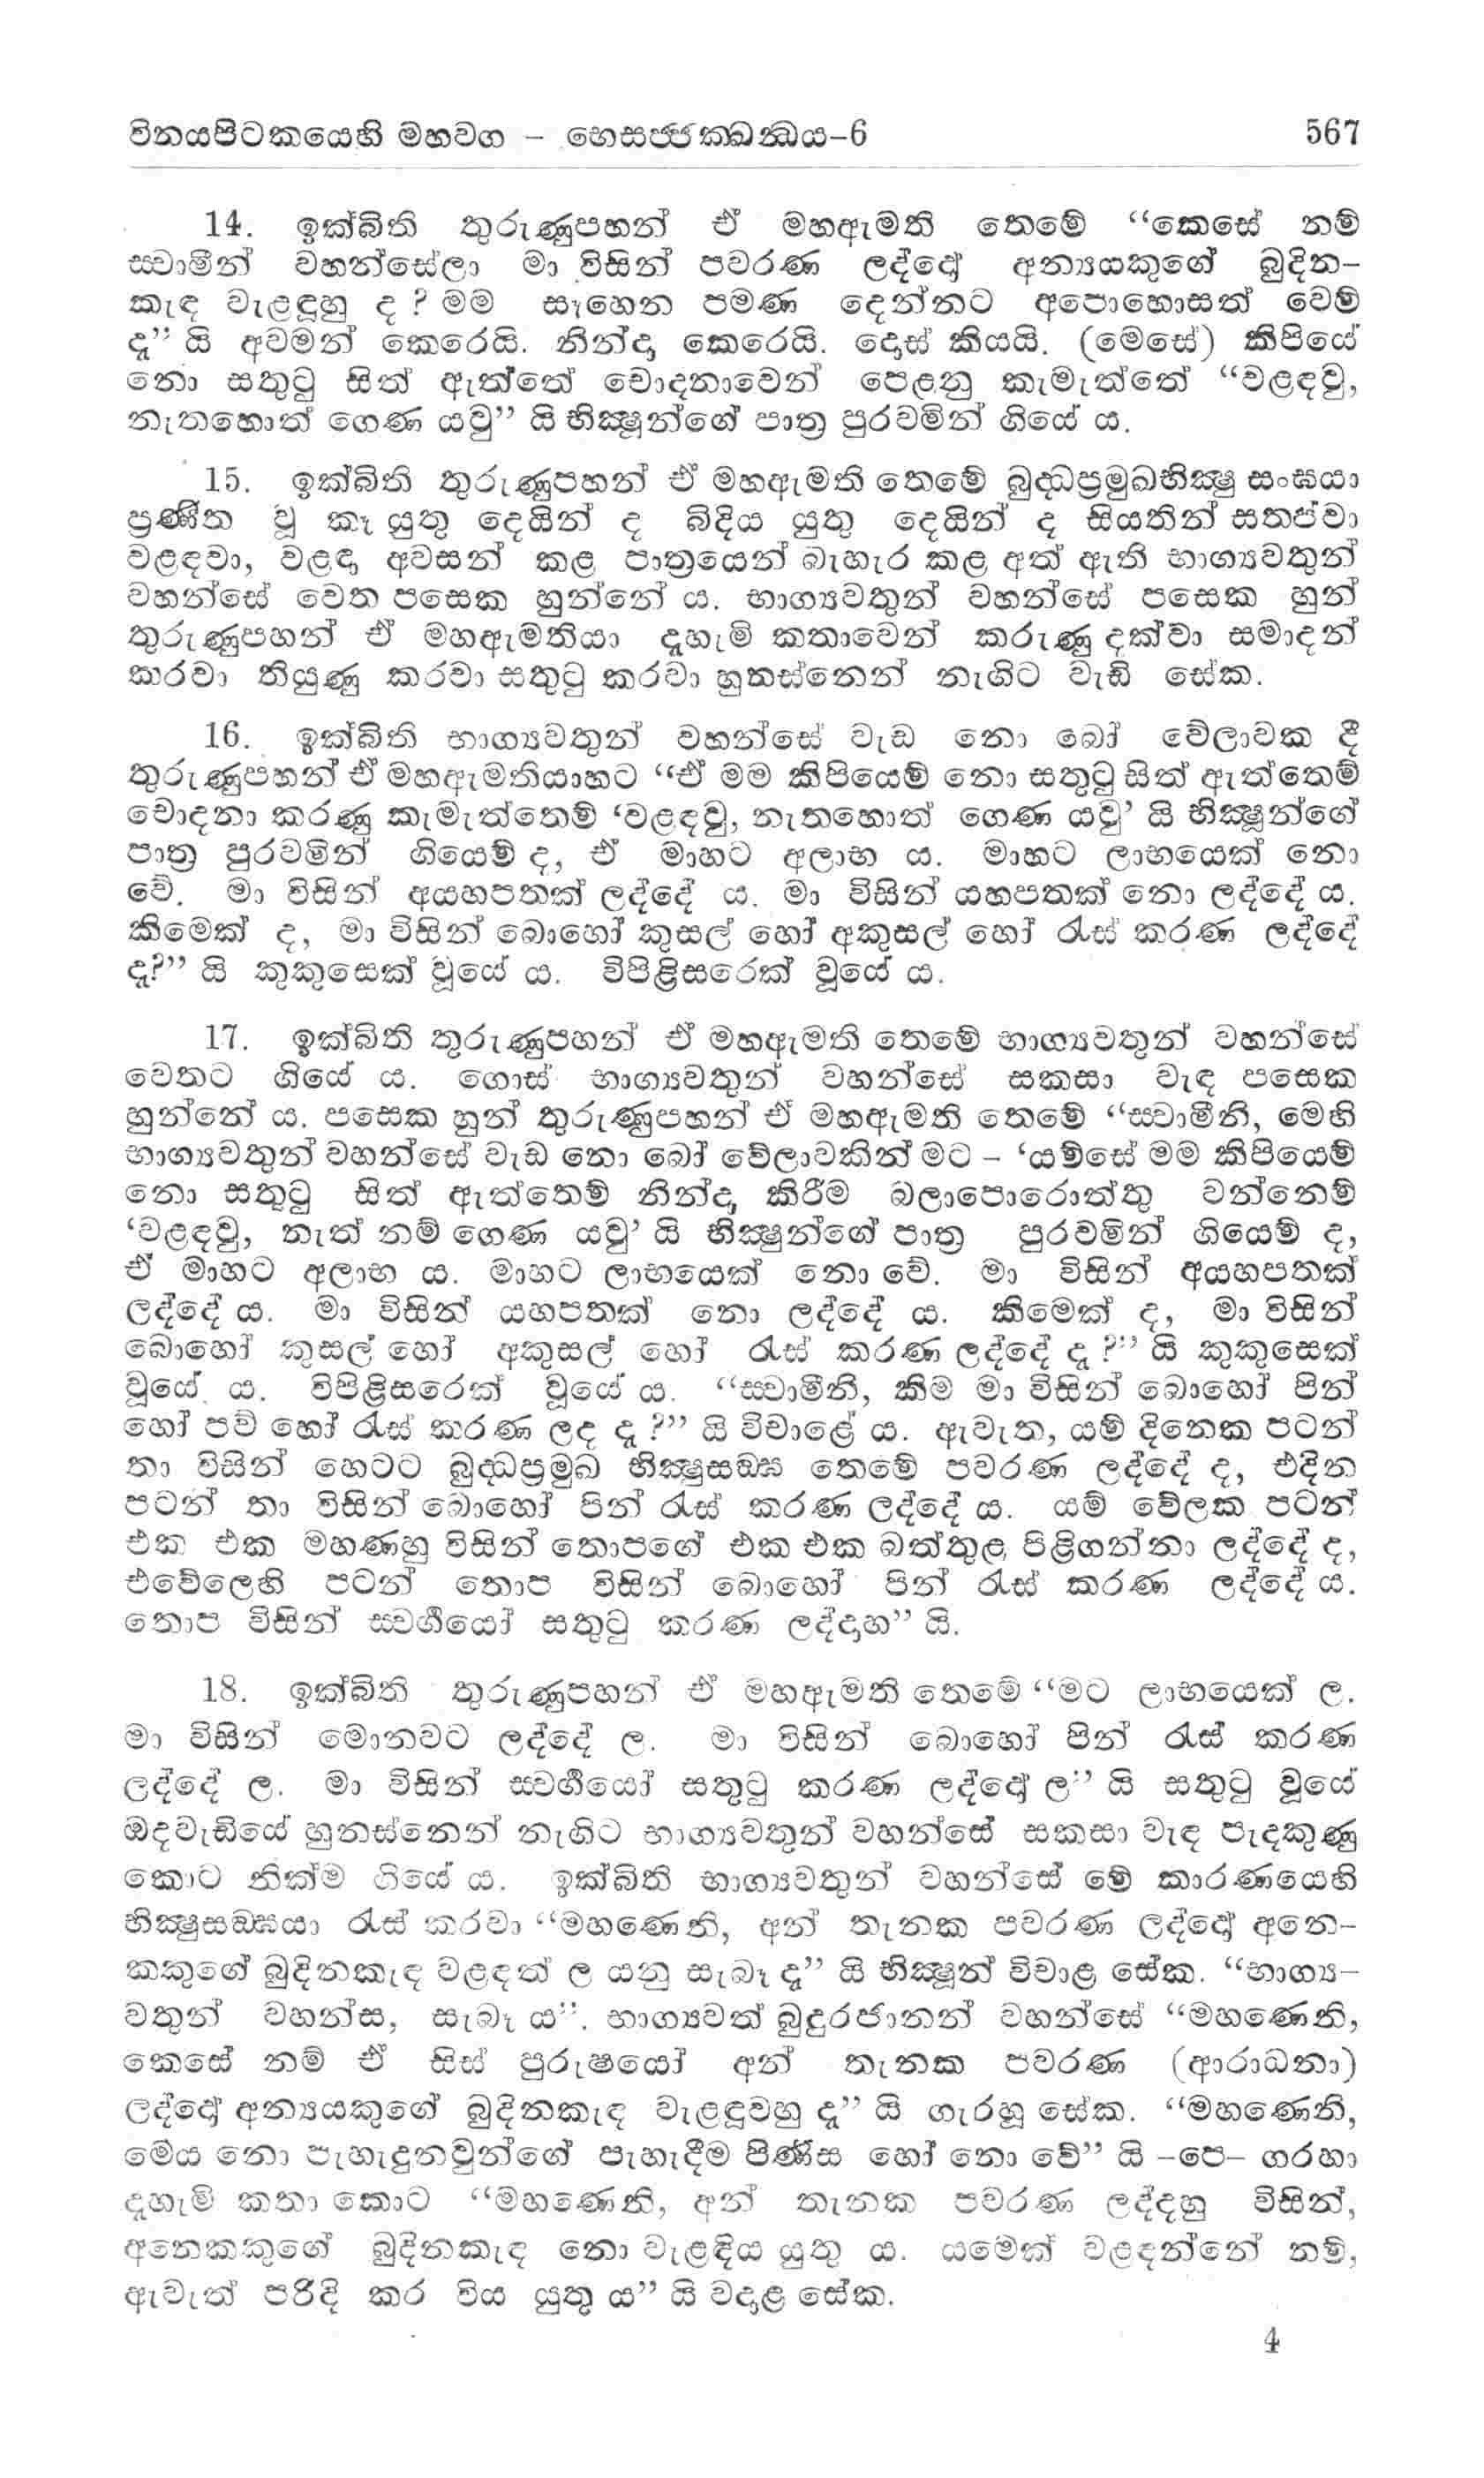 විනයපිටකයෙහි මහවග – භෙසජ්ජක්ඛන්ධය–6 567
14. ඉක්බිති තුරුණුපහන් ඒ මහඇමති තෙමේ “කෙසේ නම්
ස්වාමීන් වහන්සේලා මා විසින් පවරණ ලද්දෝ අන්‍යයකුගේ බුදින-
කැඳ වැළඳූහු ද ? මම සෑහෙන පමණ දෙන්නට අපොහොසත් වෙම්
දැ” යි අවමන් කෙරෙයි. නින්දා කෙරෙයි. දොස් කියයි. (මෙසේ) කිපියේ
නො සතුටු සිත් ඇත්තේ චොදනාවෙන් පෙළනු කැමැත්තේ “වළඳවු,
නැතහොත් ගෙණ යවු” යි භික්‍ෂූන්ගේ පාත්‍ර පුරවමින් ගියේ ය.
15. ඉක්බිති තුරුණුපහන් ඒ මහඇමති තෙමේ බුද්ධප්‍රමුඛභික්‍ෂු සංඝයා
ප්‍රණීත වූ කෑ යුතු දෙයින් ද බිදිය යුතු දෙයින් ද සියතින් සතප්වා
වළඳවා, වළඳා අවසන් කළ පාත්‍රයෙන් බැහැර කළ අත් ඇති භාග්‍යවතුන්
වහන්සේ වෙත පසෙක හුන්නේ ය. භාග්‍යවතුන් වහන්සේ පසෙක හුන්
තුරුණුපහන් ඒ මහඇමතියා දැහැමි කතාවෙන් කරුණු දක්වා සමාදන්
කරවා තියුණු කරවා සතුටු කරවා හුනස්නෙන් නැගිට වැඩි සේක.
16. ඉක්බිති භාග්‍යවතුන් වහන්සේ වැඩ නො බෝ වේලාවක දී
තුරුණුපහන් ඒ මහඇමතියාහට “ඒ මම කිපියෙම් නො සතුටු සිත් ඇත්තෙම්
චොදනා කරණු කැමැත්තෙම් ‘වළඳවු, නැතහොත් ගෙණ යවු’ යි භික්‍ෂූන්ගේ
පාත්‍ර පුරවමින් ගියෙම් ද, ඒ මාහට අලාභ ය. මාහට ලාභයෙක් නො
වේ. මා විසින් අයහපතක් ලද්දේ ය. මා විසින් යහපතක් නො ලද්දේ ය.
කිමෙක් ද, මා විසින් බොහෝ කුසල් හෝ අකුසල් හෝ රැස් කරණ ලද්දේ
දැ?” යි කුකුසෙක් වූයේ ය. විපිළිසරෙක් වූයේ ය.
17. ඉක්බිති තුරුණුපහන් ඒ මහඇමති තෙමේ භාග්‍යවතුන් වහන්සේ
වෙතට ගියේ ය. ගොස් භාග්‍යවතුන් වහන්සේ සකසා වැඳ පසෙක
හුන්නේ ය. පසෙක හුන් තුරුණුපහන් ඒ මහඇමති තෙමේ “ස්වාමීනි, මෙහි
භාග්‍යවතුන් වහන්සේ වැඩ නො බෝ වේලාවකින් මට – ‘යම්සේ මම කිපියෙම්
නො සතුටු සිත් ඇත්තෙම් නින්දා කිරීම බලාපොරොත්තු වන්නෙම්
‘වළඳවු, නැත් නම් ගෙණ යවු’ යි භික්‍ෂුන්ගේ පාත්‍ර පුරවමින් ගියෙම් ද,
ඒ මාහට අලාභ ය. මාහට ලාභයෙක් නො වේ. මා විසින් අයහපතක්
ලද්දේ ය. මා විසින් යහපතක් නො ලද්දේ ය. කිමෙක් ද, මා විසින්
බොහෝ කුසල් හෝ අකුසල් හෝ රැස් කරණ ලද්දේ දැ ?” යි කුකුසෙක්
වූයේ ය. විපිළිසරෙක් වූයේ ය. “ස්වාමීනි, කිම මා විසින් බොහෝ පින්
හෝ පව් හෝ රැස් කරණ ලද දැ ?” යි විචාළේ ය. ඇවැත, යම් දිනෙක පටන්
තා විසින් හෙටට බුද්ධප්‍රමුඛ භික්‍ෂුසඞ්ඝ තෙමේ පවරණ ලද්දේ ද, එදින
පටන් තා විසින් බොහෝ පින් රැස් කරණ ලද්දේ ය. යම් වේලක පටන්
එක එක මහණහු විසින් තොපගේ එක එක බත්තුළ පිළිගන්නා ලද්දේ ද,
එවේලෙහි පටන් තොප විසින් බොහෝ පින් රැස් කරණ ලද්දේ ය.
තොප විසින් ස්වර්‍ගයෝ සතුටු කරණ ලද්දාහ” යි.
18. ඉක්බිති තුරුණුපහන් ඒ මහඇමති තෙමේ “මට ලාභයෙක් ල.
මා විසින් මොනවට ලද්දේ ල. මා විසින් බොහෝ පින් රැස් කරණ
ලද්දේ ල. මා විසින් ස්වර්‍ගයෝ සතුටු කරණ ලද්දෝ ල” යි සතුටු වූයේ
ඔදවැඩියේ හුනස්නෙන් නැගිට භාග්‍යවතුන් වහන්සේ සකසා වැඳ පැදකුණු
කොට නික්ම ගියේ ය. ඉක්බිති භාග්‍යවතුන් වහන්සේ මේ කාරණයෙහි
භික්‍ෂුසඞ්ඝයා රැස් කරවා “මහණෙනි, අන් තැනක පවරණ ලද්දෝ අනෙ-
කකුගේ බුදිනකැඳ වළඳත් ල යනු සැබෑ දැ” යි භික්‍ෂූන් විචාළ සේක. “භාග්‍ය-
වතුන් වහන්ස, සැබෑ ය”. භාග්‍යවත් බුදුරජානන් වහන්සේ “මහණෙනි,
කෙසේ නම් ඒ සිස් පුරුෂයෝ අන් තැනක පවරණ (ආරාධනා)
ලද්දෝ අන්‍යයකුගේ බුදිනකැඳ වැළඳූවහු දැ” යි ගැරහූ සේක. “මහණෙනි,
මේය නො පැහැදුනවුන්ගේ පැහැදීම පිණිස හෝ නො වේ” යි –පෙ– ගරහා
දැහැමි කතා කොට “මහණෙනි, අන් තැනක පවරණ ලද්දහු විසින්,
අනෙකකුගේ බුදිනකැඳ නො වැළඳිය යුතු ය. යමෙක් වළඳන්නේ නම්,
ඇවැත් පරිදි කර විය යුතු ය” යි වදාළ සේක.
4